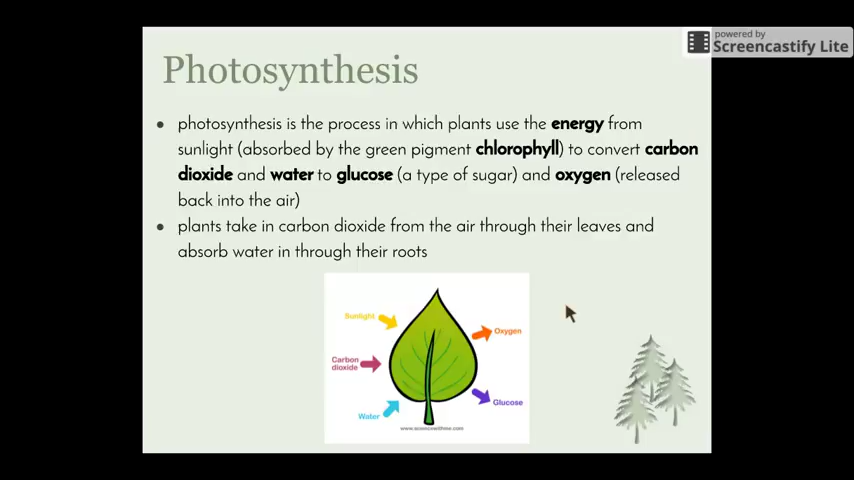 powered by
Screencastify Lite
Photosynthesis
● photosynthesis is the process in which plants use the energy from
sunlight (absorbed by the green pigment chlorophyll) to convert carbon
dioxide and water to glucose (a type of sugar) and oxygen (released
back into the air)
● plants take in carbon dioxide from the air through their leaves and
absorb water in through their roots
Sunlight
Oxygen
Carbon
dioxide
Glucose
Water
www.sciencewithme.com